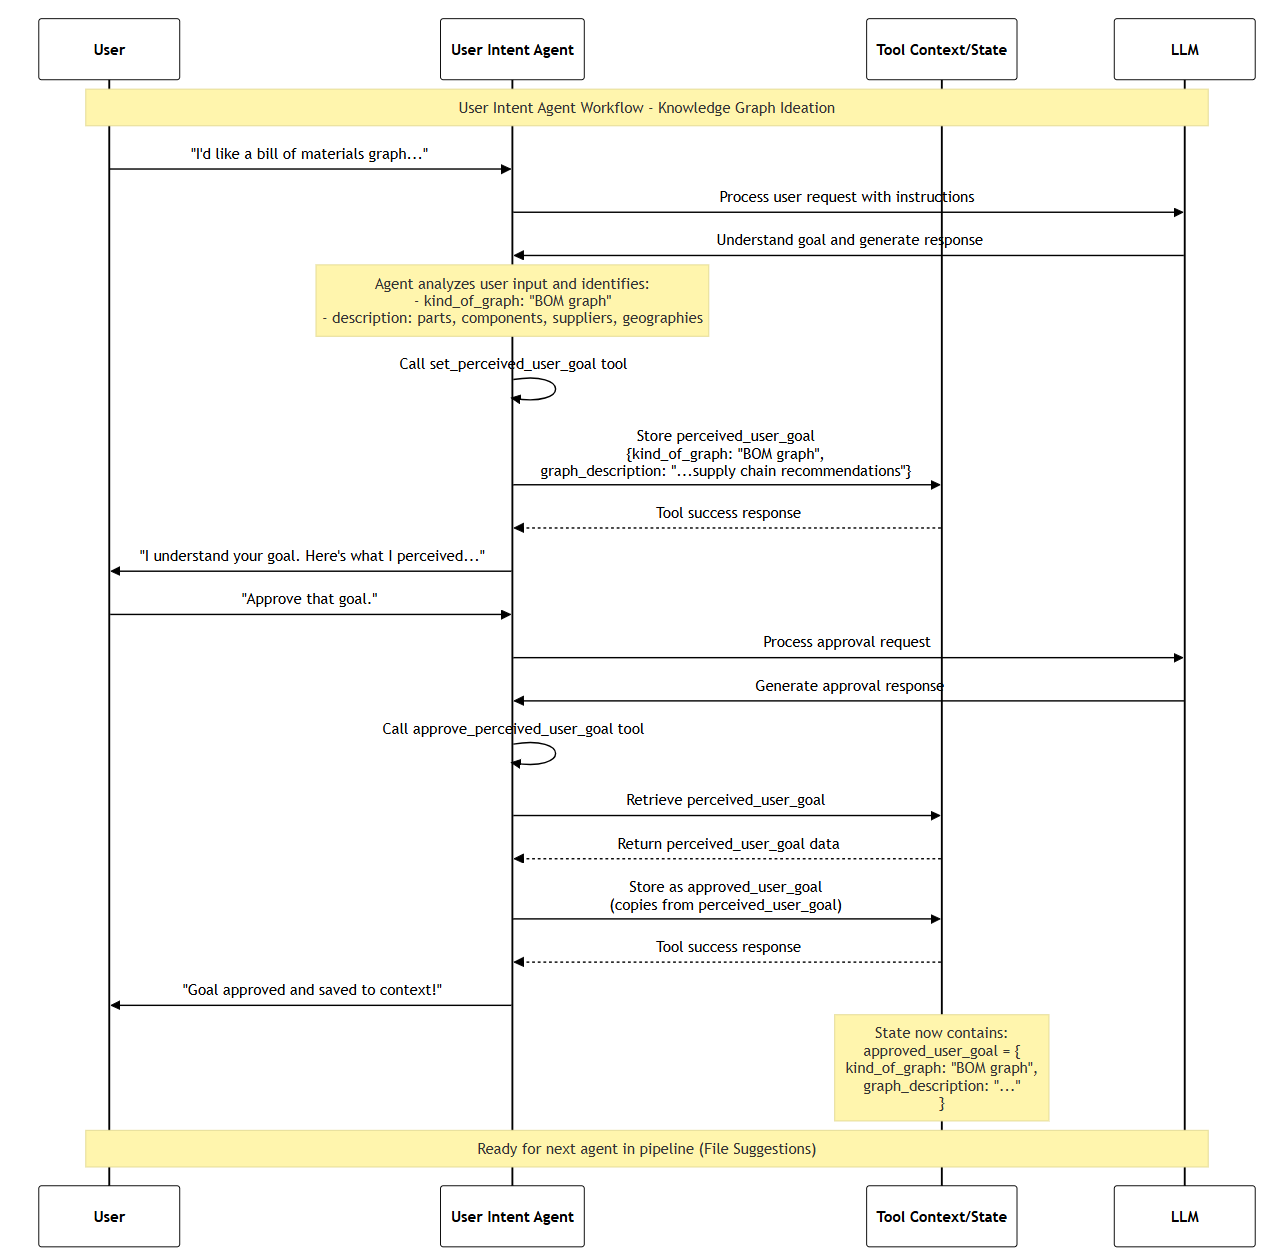 User
User Intent Agent
Tool Context/State
LLM
User Intent Agent Workflow - Knowledge Graph Ideation
"I'd like a bill of materials graph..."
Process user request with instructions
Understand goal and generate response
Agent analyzes user input and identifies:
- kind_of_graph: "BOM graph"
- description: parts, components, suppliers, geographies
Call set_perceived_user_goal tool
Store perceived_user_goal
{kind_of_graph: "BOM graph",
graph_description: "...supply chain recommendations"}
Tool success response
"I understand your goal. Here's what I perceived..."
"Approve that goal."
Process approval request
Generate approval response
Call approve_perceived_user_goal tool
Retrieve perceived_user_goal
Return perceived_user_goal data
Store as approved_user_goal
(copies from perceived_user_goal)
Tool success response
"Goal approved and saved to context!"
State now contains:
approved_user_goal = {
kind_of_graph: "BOM graph",
graph_description: "..."
}
Ready for next agent in pipeline (File Suggestions)
User
User Intent Agent
Tool Context/State
LLM